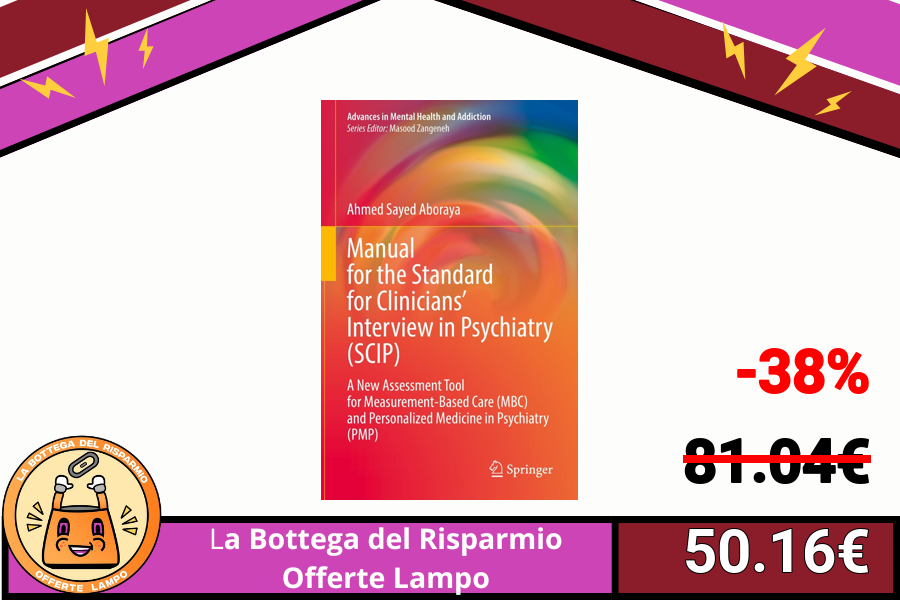 Advances in Mental Health and Addiction
Series Editor: Masood Zangeneh
Ahmed Sayed Aboraya
Manual
for the Standard
for Clinicians'
Interview in Psychiatry
(SCIP)
A New Assessment Tool
for Measurement-Based Care (MBC)
and Personalized Medicine in Psychiatry
(PMP)
Springer
-38%
81.04€
50.16€
LA BOTTEGA DEL RISPARMIO
OFFERTE LAMPO
La Bottega del Risparmio
Offerte Lampo